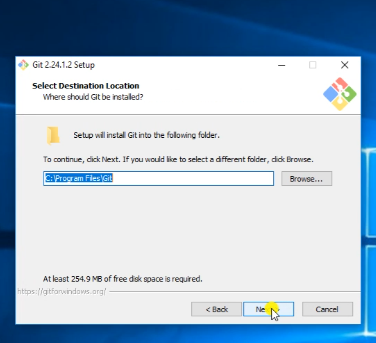 Git 2.24.1.2 Setup
Select Destination Location
Where should Git be installed?
Setup will install Git into the following folder.
To continue, click Next. If you would like to select a different folder, click Browse.
C:\Program Files\Git
Browse...
At least 254.9 MB of free disk space is required.
https://gitforwindows.org/
< Back
Cancel